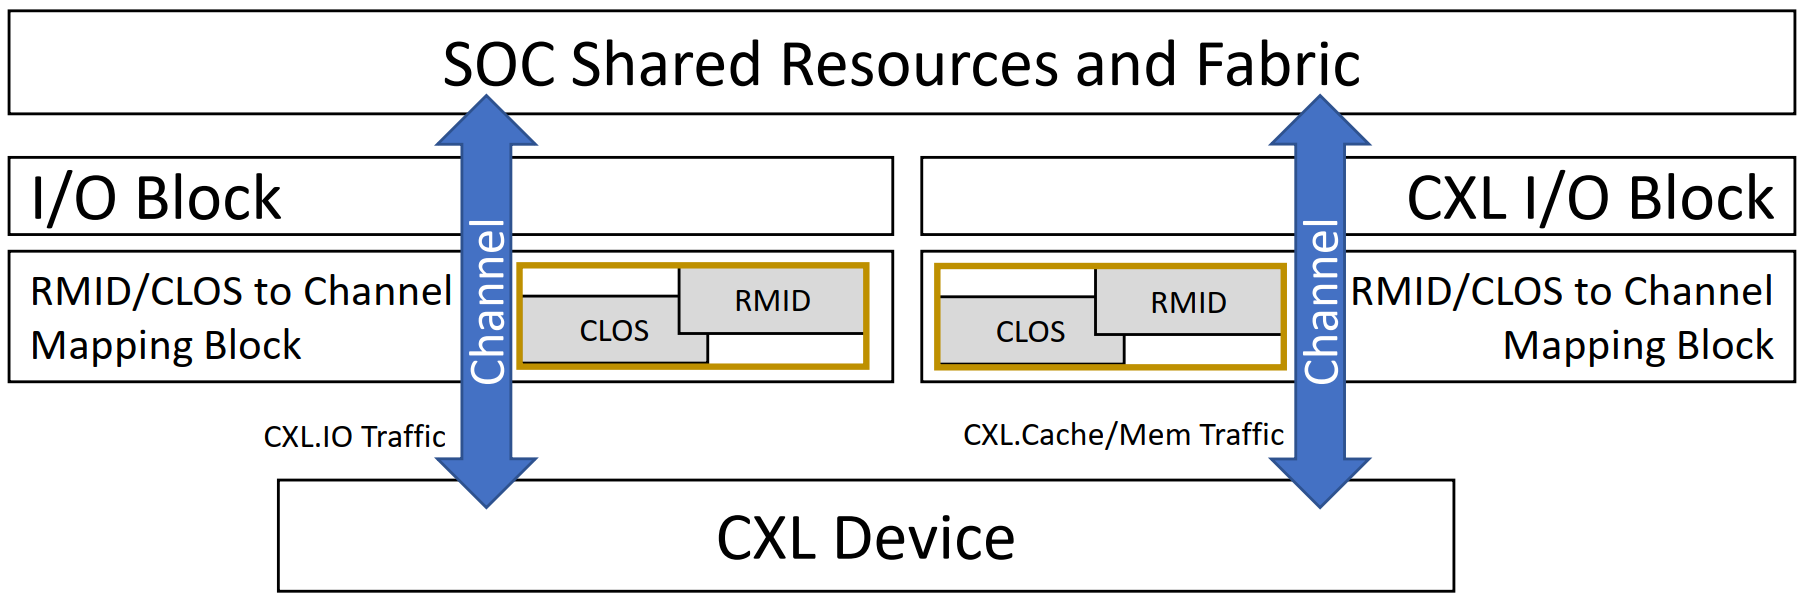 SOC Shared Resources and Fabric
I/O Block
CXL I/O Block
RMID/CLOS to Channel
Mapping Block
Channel
CLOS
RMID
CLOS
RMID
Channel
RMID/CLOS to Channel
Mapping Block
CXL.IO Traffic
CXL.Cache/Mem Traffic
CXL Device